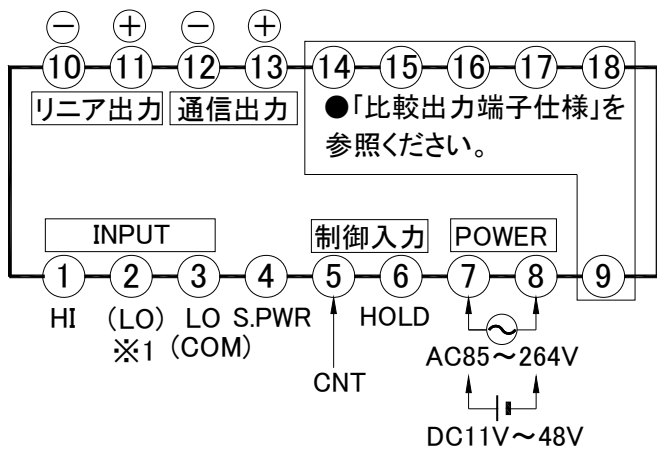 ⊖ ⊕ ⊖ ⊕
10 11 12 13 14 15 16 17 18
リニア出力 通信出力
●「比較出力端子仕様」を
参照ください。
INPUT 制御入力 POWER
1 2 3 4 5 6 7 8 9
HI (LO) LO S.PWR HOLD
※1 (COM)
CNT
AC85～264V
DC11V～48V